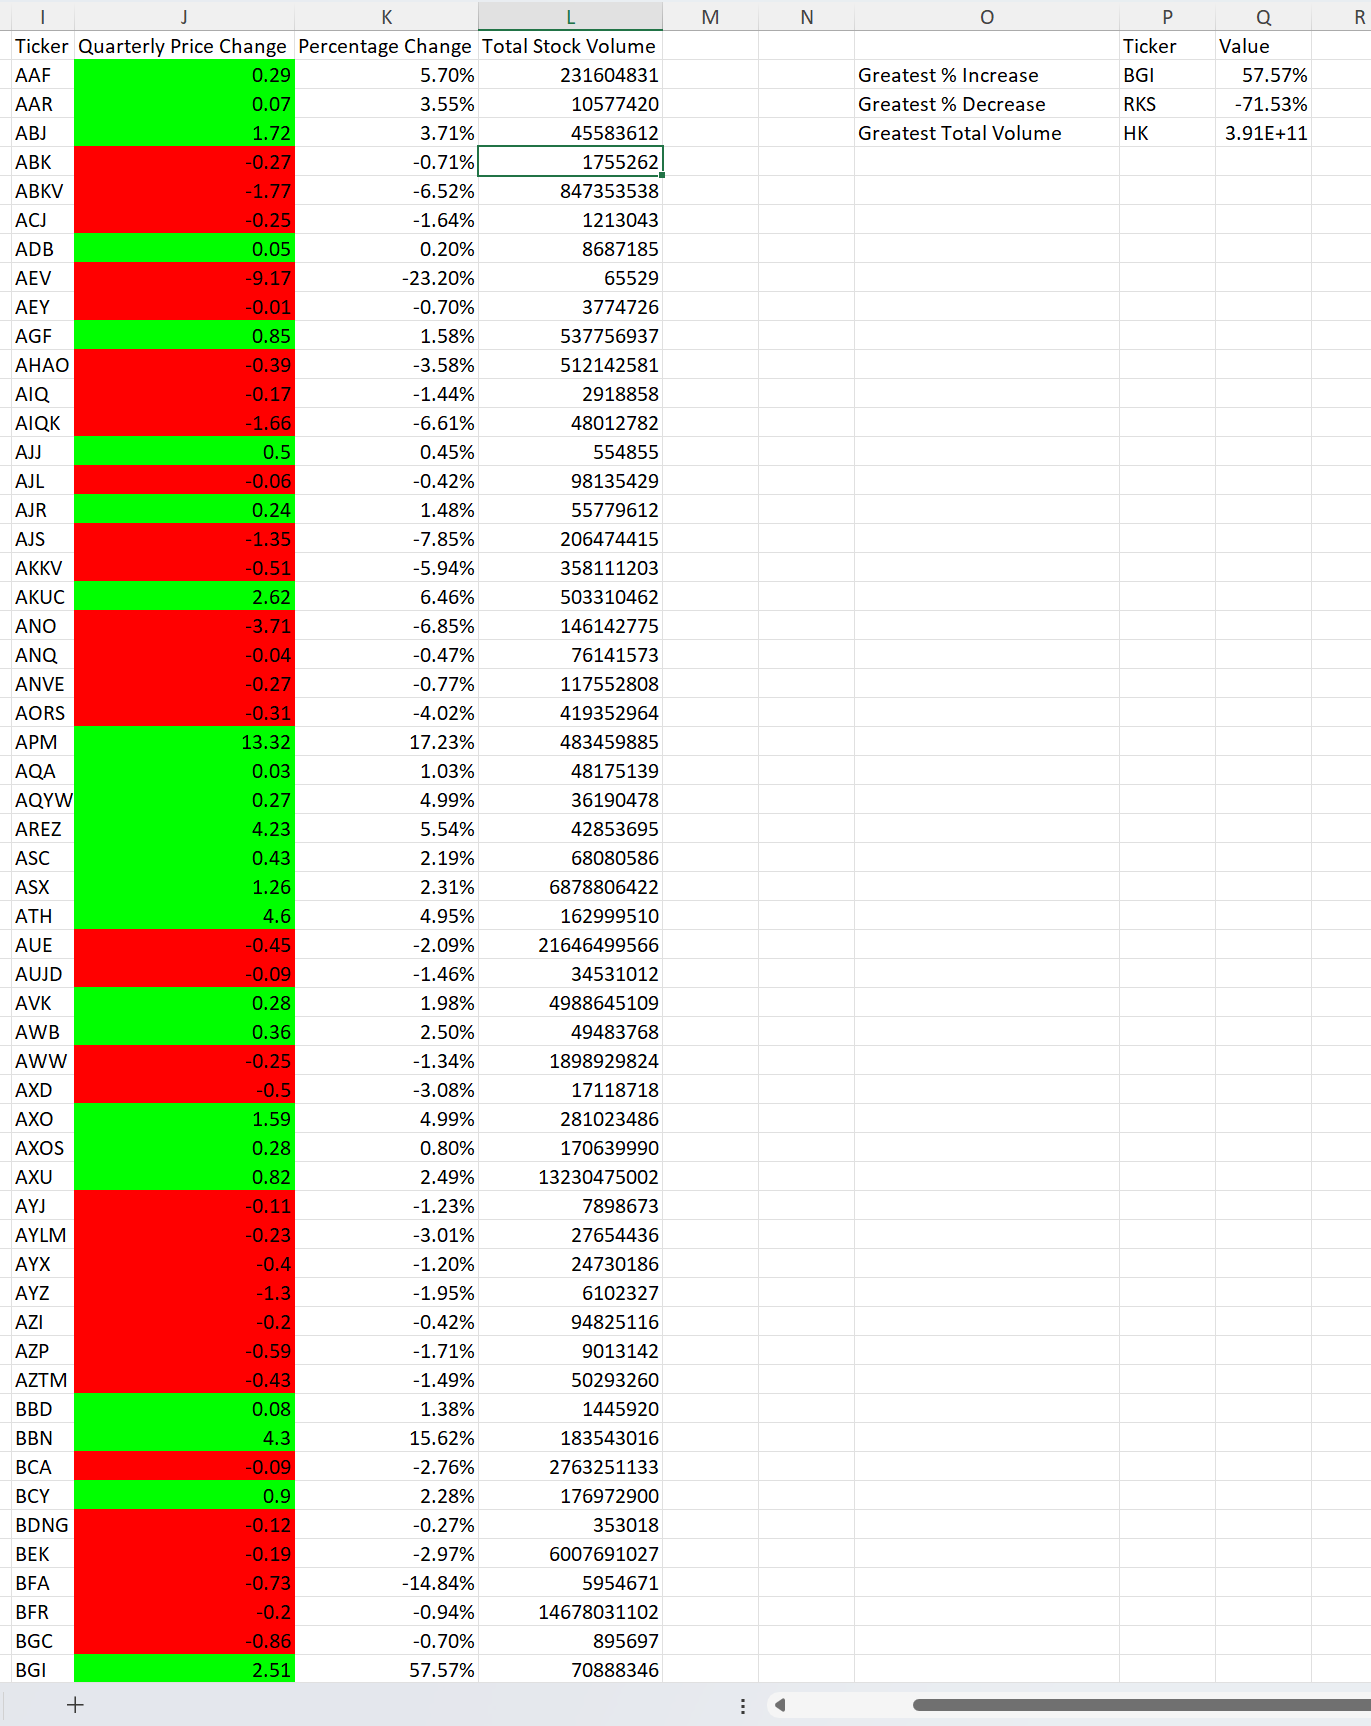 I J K L M N O P Q R
Ticker Quarterly Price Change Percentage Change Total Stock Volume Ticker Value
AAF 0.29 5.70% 231604831 Greatest % Increase BGI 57.57%
AAR 0.07 3.55% 10577420 Greatest % Decrease RKS -71.53%
ABJ 1.72 3.71% 45583612 Greatest Total Volume HK 3.91E+11
ABK -0.27 -0.71% 1755262
ABKV -1.77 -6.52% 847353538
ACJ -0.25 -1.64% 1213043
ADB 0.05 0.20% 8687185
AEV -9.17 -23.20% 65529
AEY -0.01 -0.70% 3774726
AGF 0.85 1.58% 537756937
AHAO -0.39 -3.58% 512142581
AIQ -0.17 -1.44% 2918858
AIQK -1.66 -6.61% 48012782
AJJ 0.5 0.45% 554855
AJL -0.06 -0.42% 98135429
AJR 0.24 1.48% 55779612
AJS -1.35 -7.85% 206474415
AKKV -0.51 -5.94% 358111203
AKUC 2.62 6.46% 503310462
ANO -3.71 -6.85% 146142775
ANQ -0.04 -0.47% 76141573
ANVE -0.27 -0.77% 117552808
AORS -0.31 -4.02% 419352964
APM 13.32 17.23% 483459885
AQA 0.03 1.03% 48175139
AQYW 0.27 4.99% 36190478
AREZ 4.23 5.54% 42853695
ASC 0.43 2.19% 68080586
ASX 1.26 2.31% 6878806422
ATH 4.6 4.95% 162999510
AUE -0.45 -2.09% 21646499566
AUJD -0.09 -1.46% 34531012
AVK 0.28 1.98% 4988645109
AWB 0.36 2.50% 49483768
AWW -0.25 -1.34% 1898929824
AXD -0.5 -3.08% 17118718
AXO 1.59 4.99% 281023486
AXOS 0.28 0.80% 170639990
AXU 0.82 2.49% 13230475002
AYJ -0.11 -1.23% 7898673
AYLM -0.23 -3.01% 27654436
AYX -0.4 -1.20% 24730186
AYZ -1.3 -1.95% 6102327
AZI -0.2 -0.42% 94825116
AZP -0.59 -1.71% 9013142
AZTM -0.43 -1.49% 50293260
BBD 0.08 1.38% 1445920
BBN 4.3 15.62% 183543016
BCA -0.09 -2.76% 2763251133
BCY 0.9 2.28% 176972900
BDNG -0.12 -0.27% 353018
BEK -0.19 -2.97% 6007691027
BFA -0.73 -14.84% 5954671
BFR -0.2 -0.94% 14678031102
BGC -0.86 -0.70% 895697
BGI 2.51 57.57% 70888346